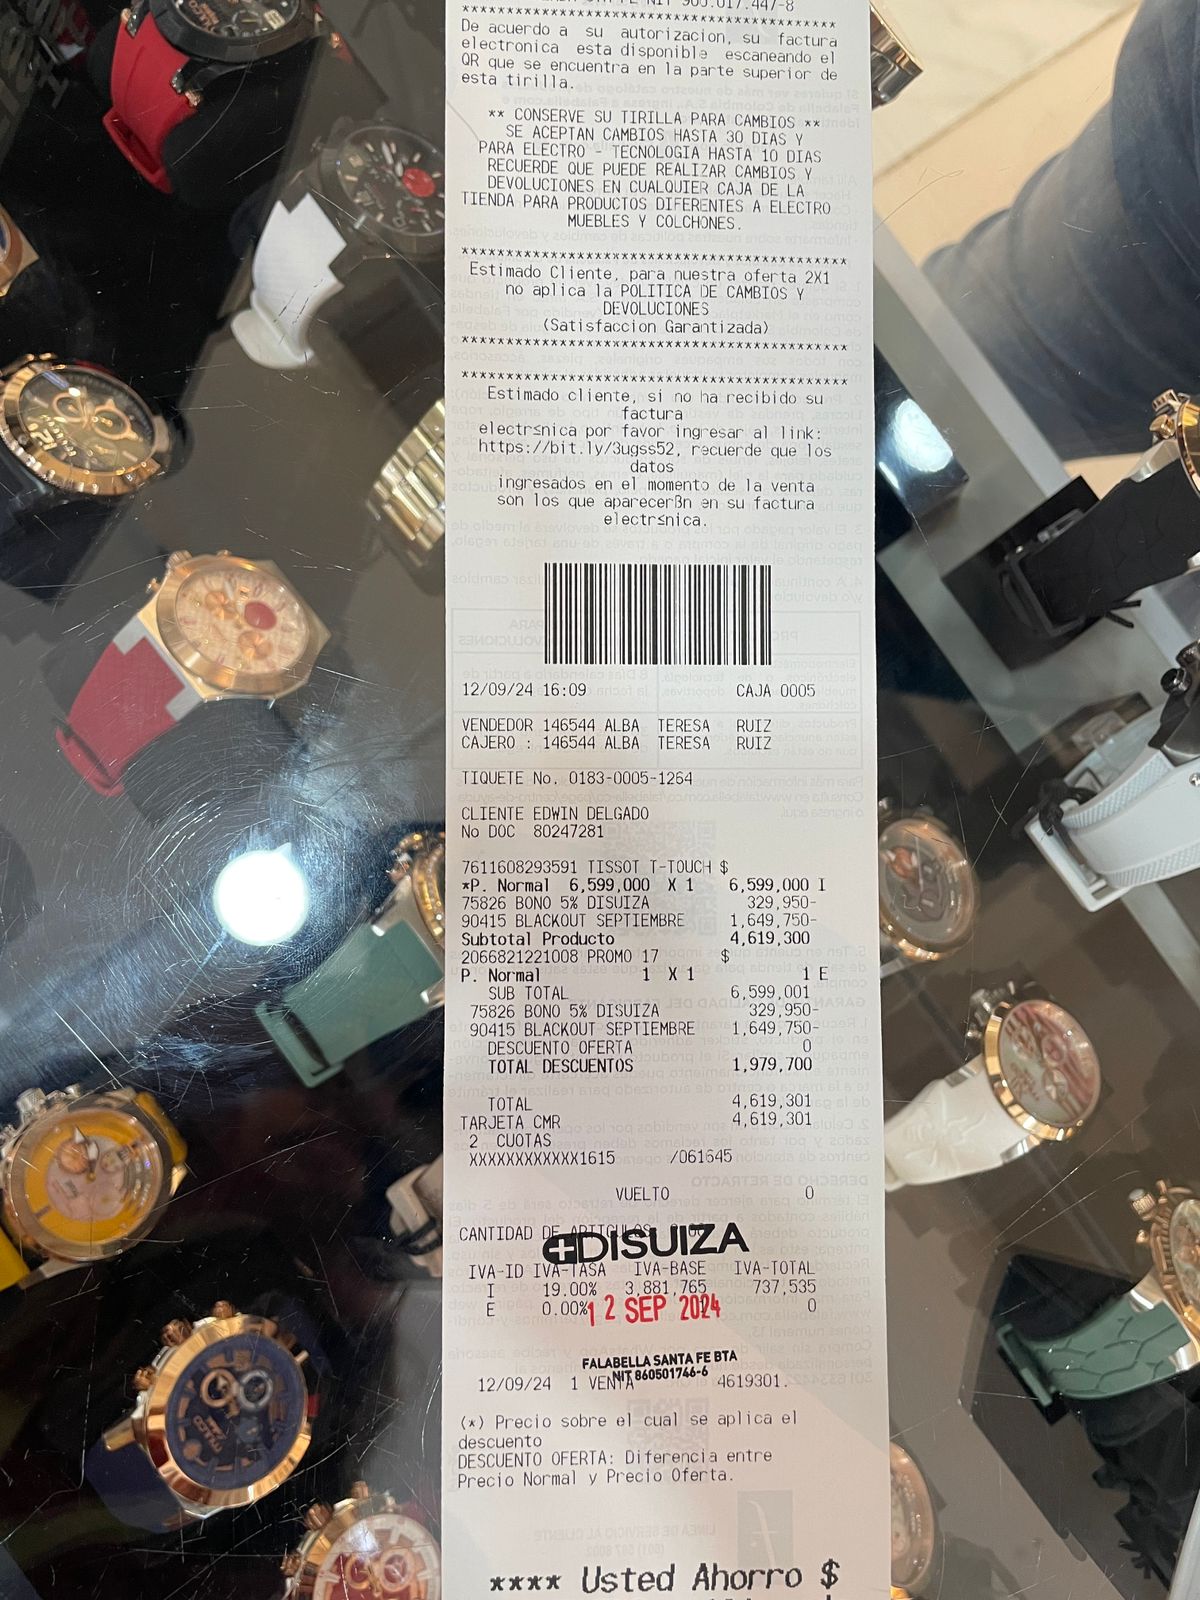 ***************************************
De acuerdo a su autorizacion, su factura
electronica esta disponible escaneando el
QR que se encuentra en la parte superior de
esta tirilla.
** CONSERVE SU TIRILLA PARA CAMBIOS **
SE ACEPTAN CAMBIOS HASTA 30 DIAS Y
PARA ELECTRO - TECNOLOGIA HASTA 10 DIAS
RECUERDE QUE PUEDE REALIZAR CAMBIOS Y
DEVOLUCIONES EN CUALQUIER CAJA DE LA
TIENDA PARA PRODUCTOS DIFERENTES A ELECTRO
MUEBLES Y COLCHONES.
****************************************
Estimado Cliente, para nuestra oferta 2X1
no aplica la POLITICA DE CAMBIOS Y
DEVOLUCIONES
(Satisfaccion Garantizada)
****************************************
****************************************
Estimado cliente, si no ha recibido su
factura
electr≤nica por favor ingresar al link:
https://bit.ly/3ugss52, recuerde que los
datos
ingresados en el momento de la venta
son los que aparecerßn en su factura
electr≤nica.
12/09/24 16:09 CAJA 0005
VENDEDOR 146544 ALBA TERESA RUIZ
CAJERO : 146544 ALBA TERESA RUIZ
TIQUETE No. 0183-0005-1264
CLIENTE EDWIN DELGADO
No DOC 80247281
7611608293591 TISSOT T-TOUCH $
*P. Normal 6,599,000 X 1 6,599,000 I
75826 BONO 5% DISUIZA 329,950-
90415 BLACKOUT SEPTIEMBRE 1,649,750-
Subtotal Producto 4,619,300
2066821221008 PROMO 17 $
P. Normal 1 X 1 1 E
SUB TOTAL 6,599,001
75826 BONO 5% DISUIZA 329,950-
90415 BLACKOUT SEPTIEMBRE 1,649,750-
DESCUENTO OFERTA 0
TOTAL DESCUENTOS 1,979,700
TOTAL 4,619,301
TARJETA CMR 4,619,301
2 CUOTAS
XXXXXXXXXXXX1615 /061645
VUELTO 0
CANTIDAD DE ARTICULOS
DISUIZA
IVA-ID IVA-TASA IVA-BASE IVA-TOTAL
I 19.00% 3,881,765 737,535
E 0.00% 0
12 SEP 2024
FALABELLA SANTA FE BTA
NIT 860501746-6
12/09/24 1 VENTA 4619301.
(*) Precio sobre el cual se aplica el
descuento
DESCUENTO OFERTA: Diferencia entre
Precio Normal y Precio Oferta.
**** Usted Ahorro $